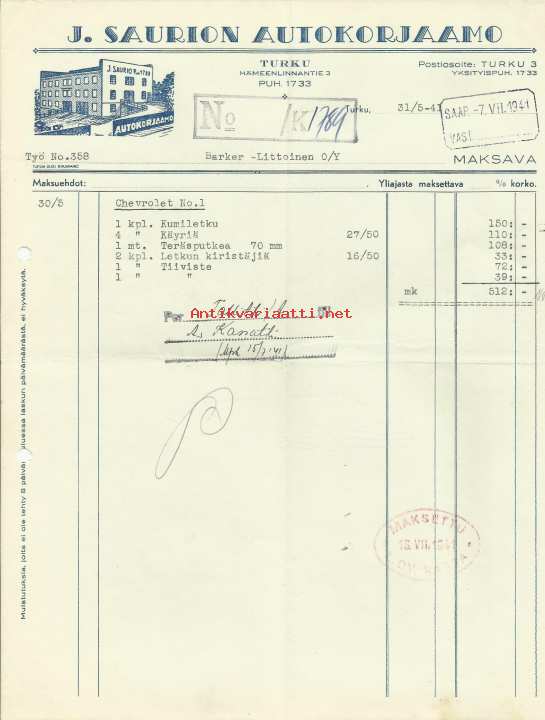 J. SAURION AUTOKORJAAMO
TURKU
HÄMEENLINNANTIE 3
PUH. 1733
Postiosoite: TURKU 3
YKSITYISPUH. 1733
J. SAURIO
AUTOKORJAAMO
No /K 1789
Turku, 31/5-41
SAAP. -7. VII. 1941
VAST.
Työ No. 358
Barker -Littoinen O/Y
MAKSAVA
Maksuehdot:
Yliajasta maksettava % korko.
30/5 Chevrolet No.1
1 kpl. Kumiletku 150: -
4 " Käyriä 27/50 110: -
1 mt. Teräsputkea 70 mm 108: -
2 kpl. Letkun kiristäjiä 16/50 33: -
1 " Tiiviste 72: -
1 " " 39: -
mk 512: -
Antikvariaatti.net
Per
MAKSETTU
15. VII. 1941
Muistutuksia, joita ei ole tehty 8 päivän kuluessa laskun päivämäärästä, ei hyväksytä.